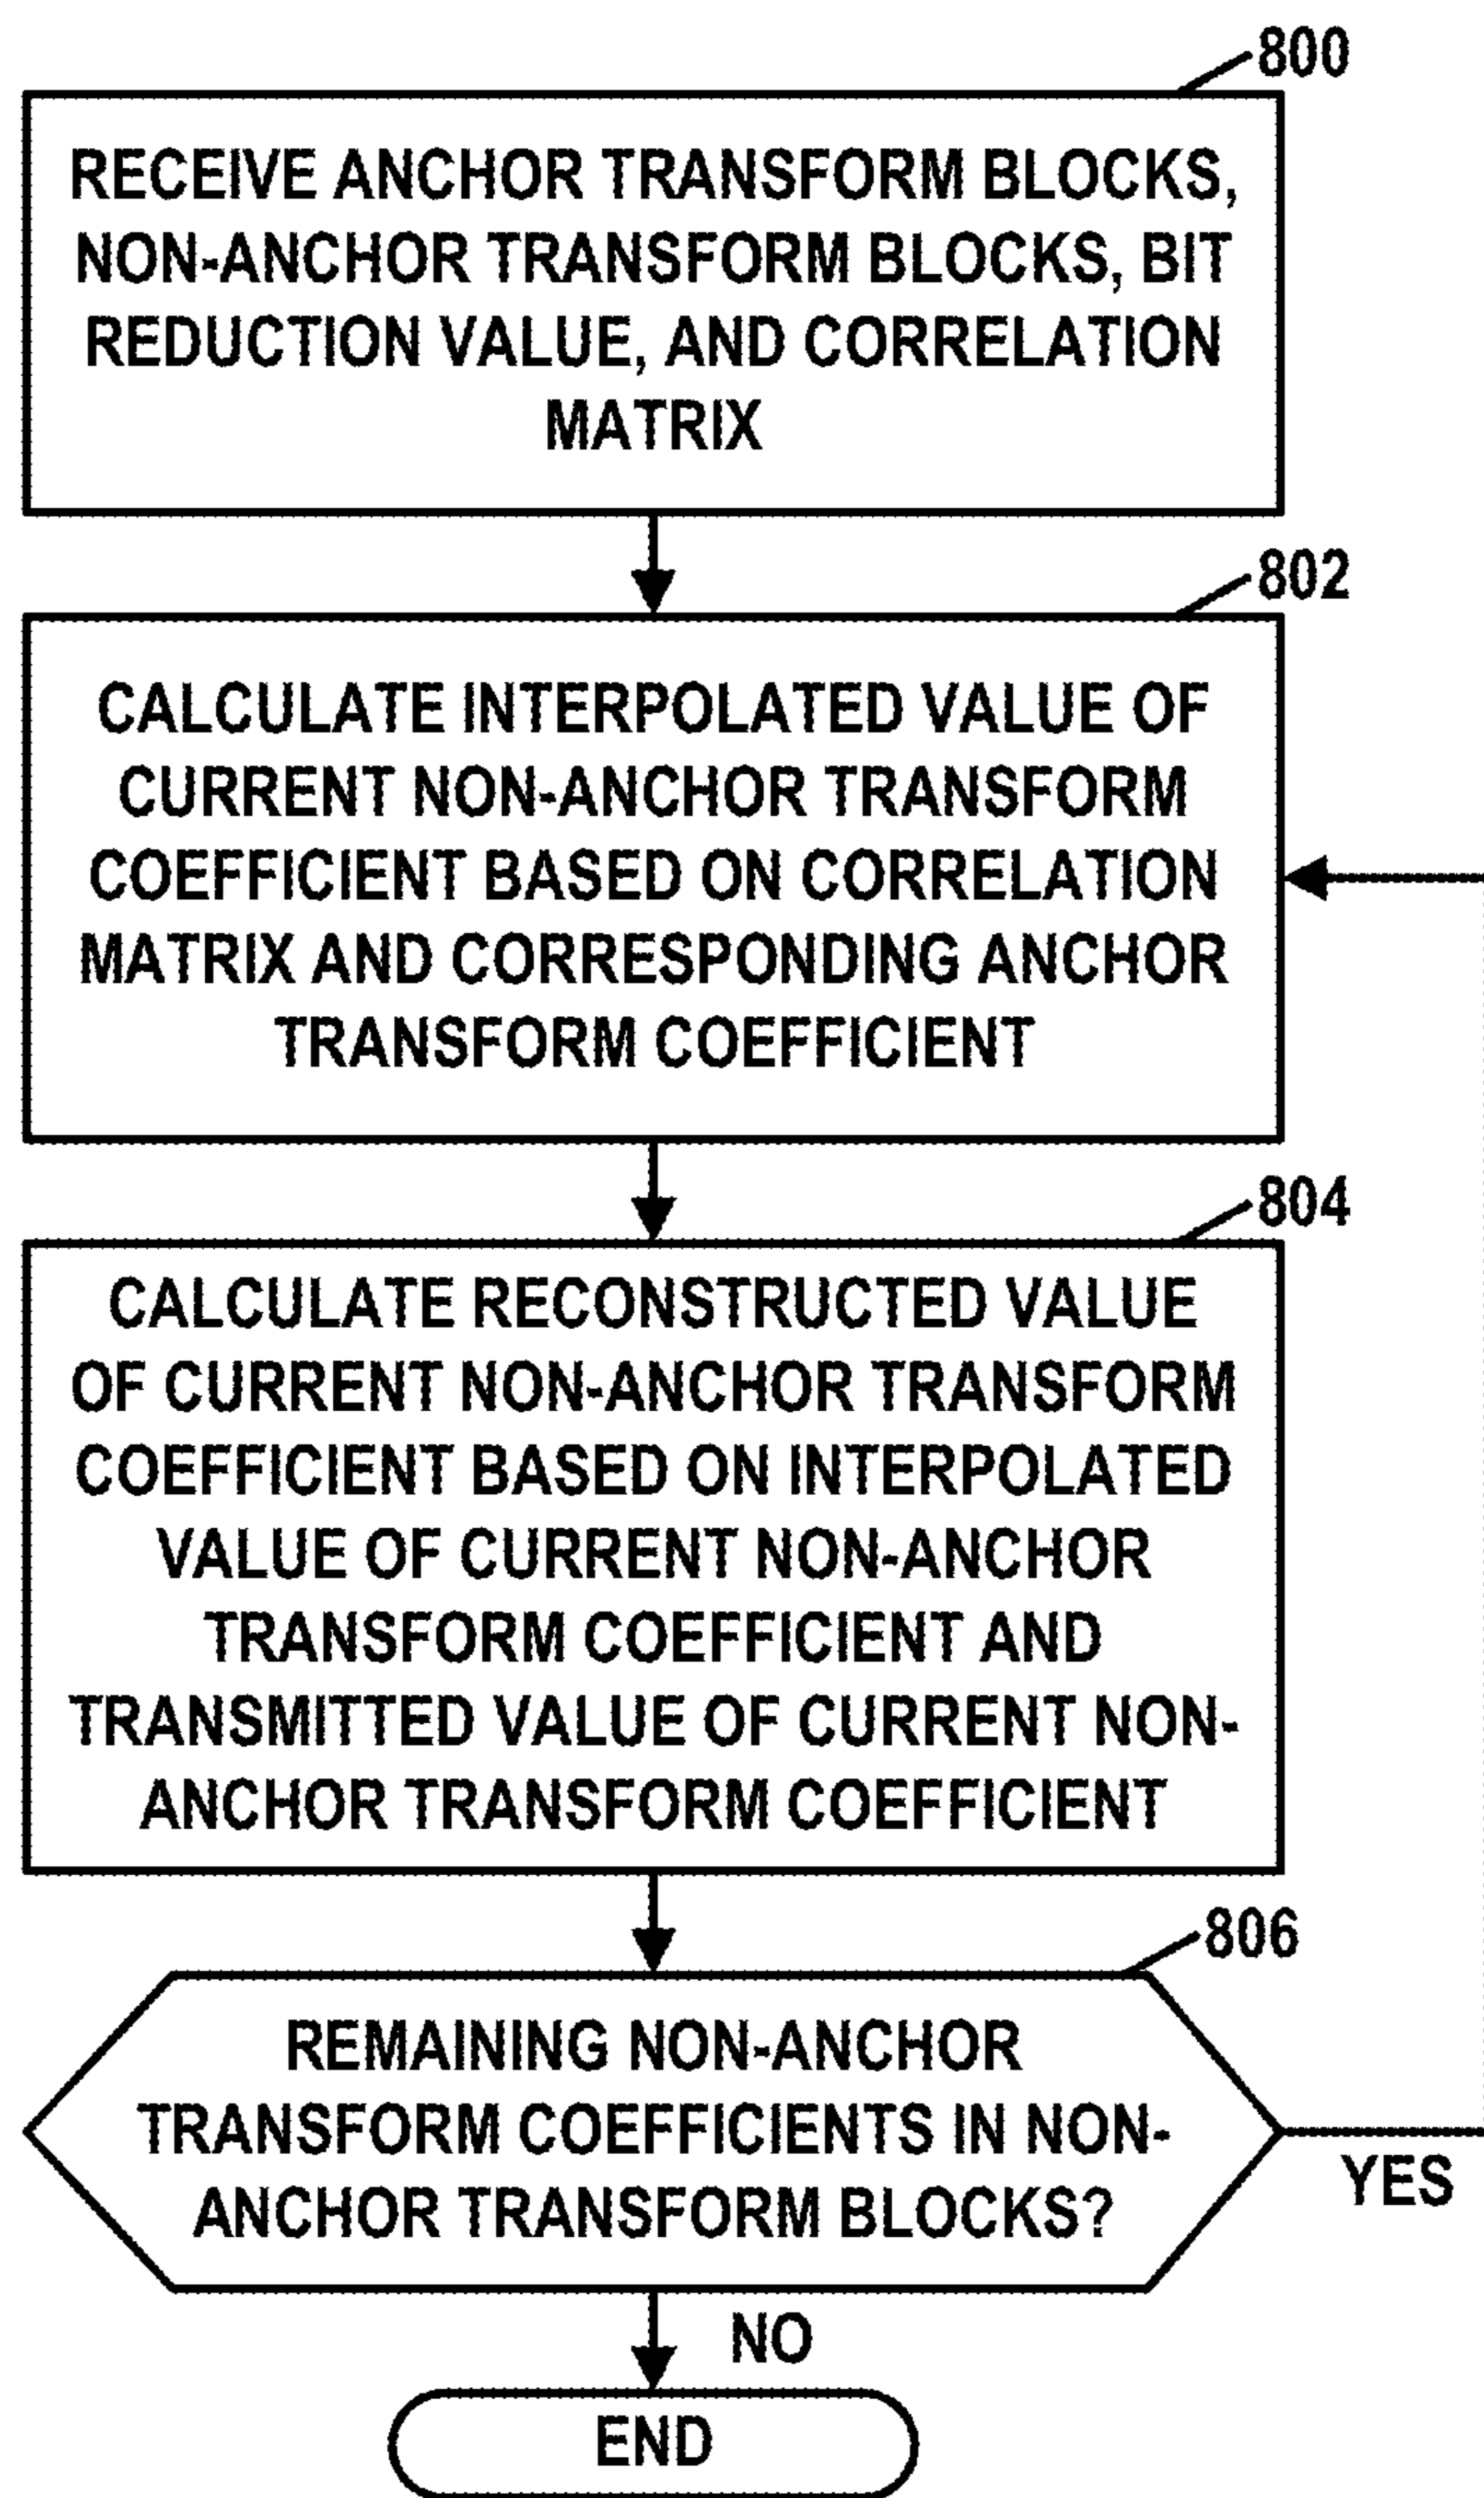 800
RECEIVE ANCHOR TRANSFORM BLOCKS,
NON-ANCHOR TRANSFORM BLOCKS, BIT
REDUCTION VALUE, AND CORRELATION
MATRIX
802
CALCULATE INTERPOLATED VALUE OF
CURRENT NON-ANCHOR TRANSFORM
COEFFICIENT BASED ON CORRELATION
MATRIX AND CORRESPONDING ANCHOR
TRANSFORM COEFFICIENT
804
CALCULATE RECONSTRUCTED VALUE
OF CURRENT NON-ANCHOR TRANSFORM
COEFFICIENT BASED ON INTERPOLATED
VALUE OF CURRENT NON-ANCHOR
TRANSFORM COEFFICIENT AND
TRANSMITTED VALUE OF CURRENT NON-
ANCHOR TRANSFORM COEFFICIENT
806
REMAINING NON-ANCHOR
TRANSFORM COEFFICIENTS IN NON-
ANCHOR TRANSFORM BLOCKS?
YES
NO
END